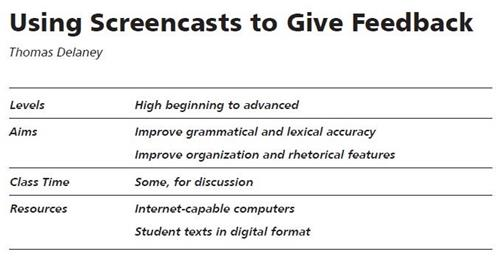 Using Screencasts to Give Feedback
Thomas Delaney
Levels High beginning to advanced
Aims Improve grammatical and lexical accuracy
Improve organization and rhetorical features
Class Time Some, for discussion
Resources Internet-capable computers
Student texts in digital format